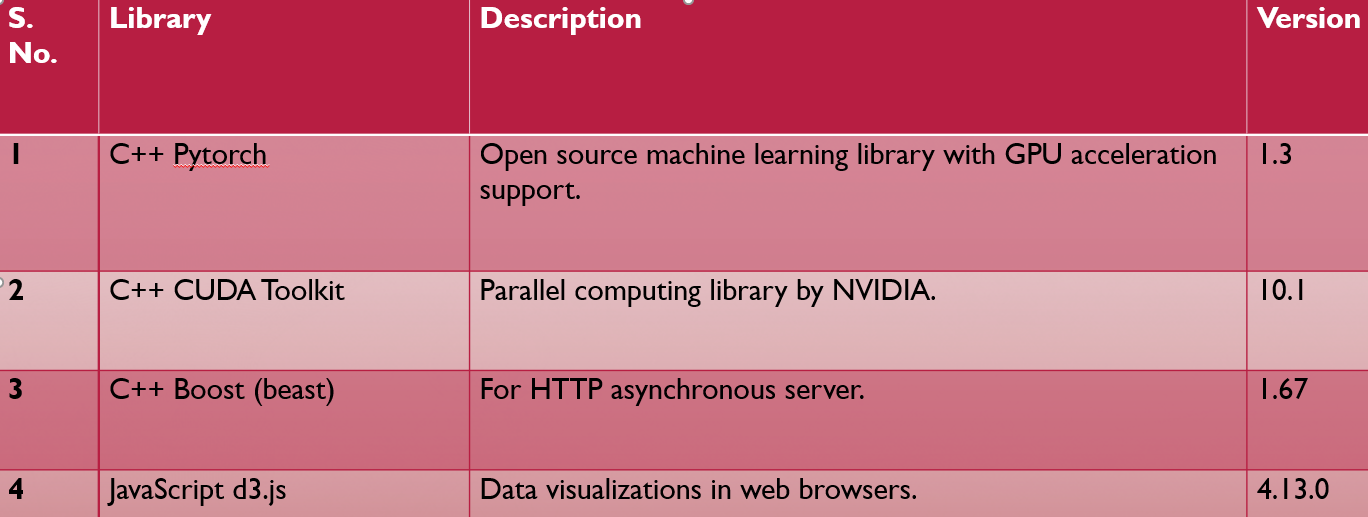 S. No. Library Description Version
1 C++ Pytorch Open source machine learning library with GPU acceleration support. 1.3
2 C++ CUDA Toolkit Parallel computing library by NVIDIA. 10.1
3 C++ Boost (beast) For HTTP asynchronous server. 1.67
4 JavaScript d3.js Data visualizations in web browsers. 4.13.0